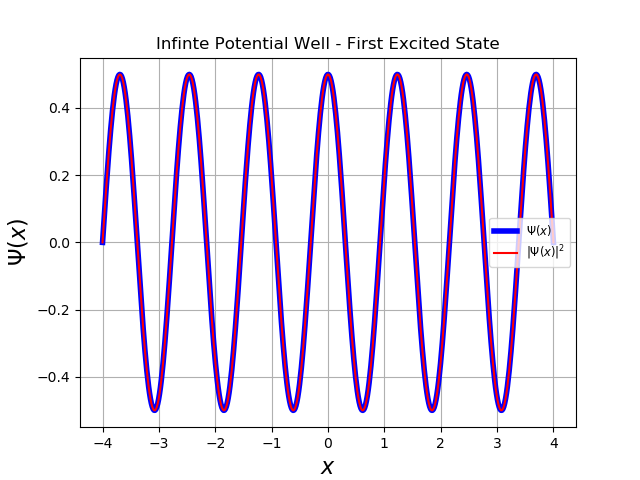 Infinte Potential Well - First Excited State
Ψ(x)
0.4
0.2
0.0
−0.2
−0.4
Ψ(x)
|Ψ(x)|²
−4 −3 −2 −1 0 1 2 3 4
x